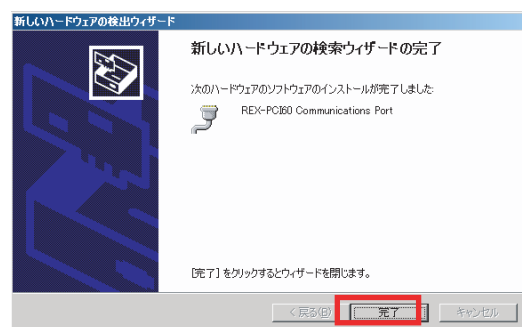 新しいハードウェアの検出ウィザード
新しいハードウェアの検索ウィザードの完了
次のハードウェアのソフトウェアのインストールが完了しました:
REX-PCI60 Communications Port
[完了] をクリックするとウィザードを閉じます。
< 戻る(B)
完了
キャンセル